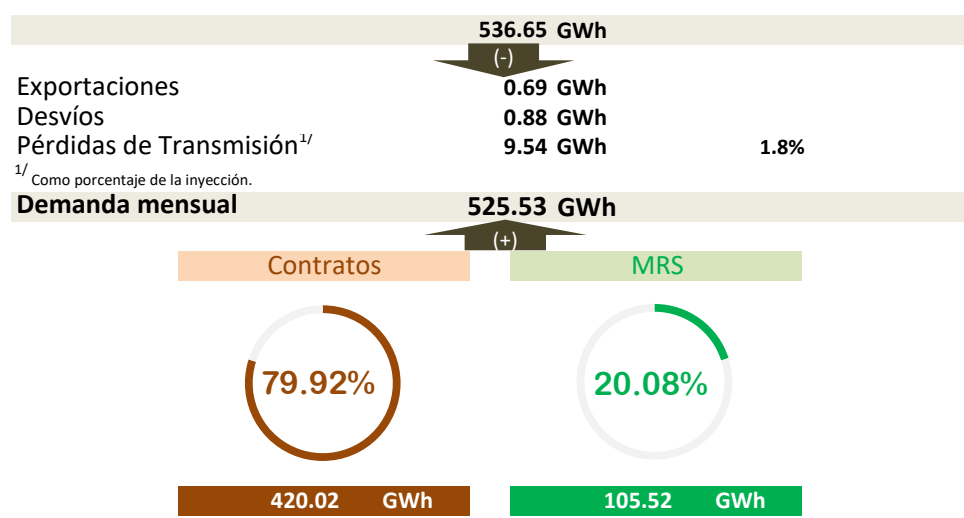 536.65 GWh
(-)
Exportaciones 0.69 GWh
Desvíos 0.88 GWh
Pérdidas de Transmisión1/ 9.54 GWh 1.8%
1/ Como porcentaje de la inyección.
Demanda mensual 525.53 GWh
(+)
Contratos MRS
79.92% 20.08%
420.02 GWh 105.52 GWh